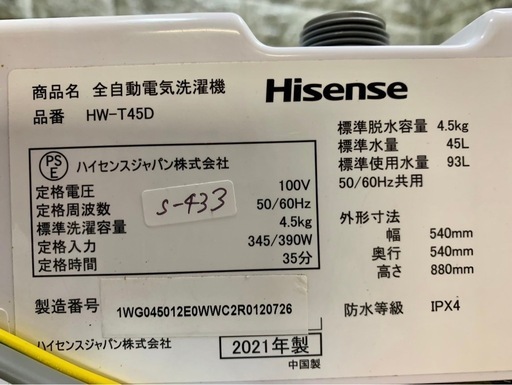 商品名 全自動電気洗濯機
品番 HW-T45D
Hisense
PS
E
ハイセンスジャパン株式会社
定格電圧 100V
定格周波数 50/60Hz
標準洗濯容量 4.5kg
定格入力 345/390W
定格時間 35分
S-433
標準脱水容量 4.5kg
標準水量 45L
標準使用水量 93L
50/60Hz共用
外形寸法
幅 540mm
奥行 540mm
高さ 880mm
製造番号 1WG045012E0WWC2R0120726
防水等級 IPX4
ハイセンスジャパン株式会社
2021年製
中国製